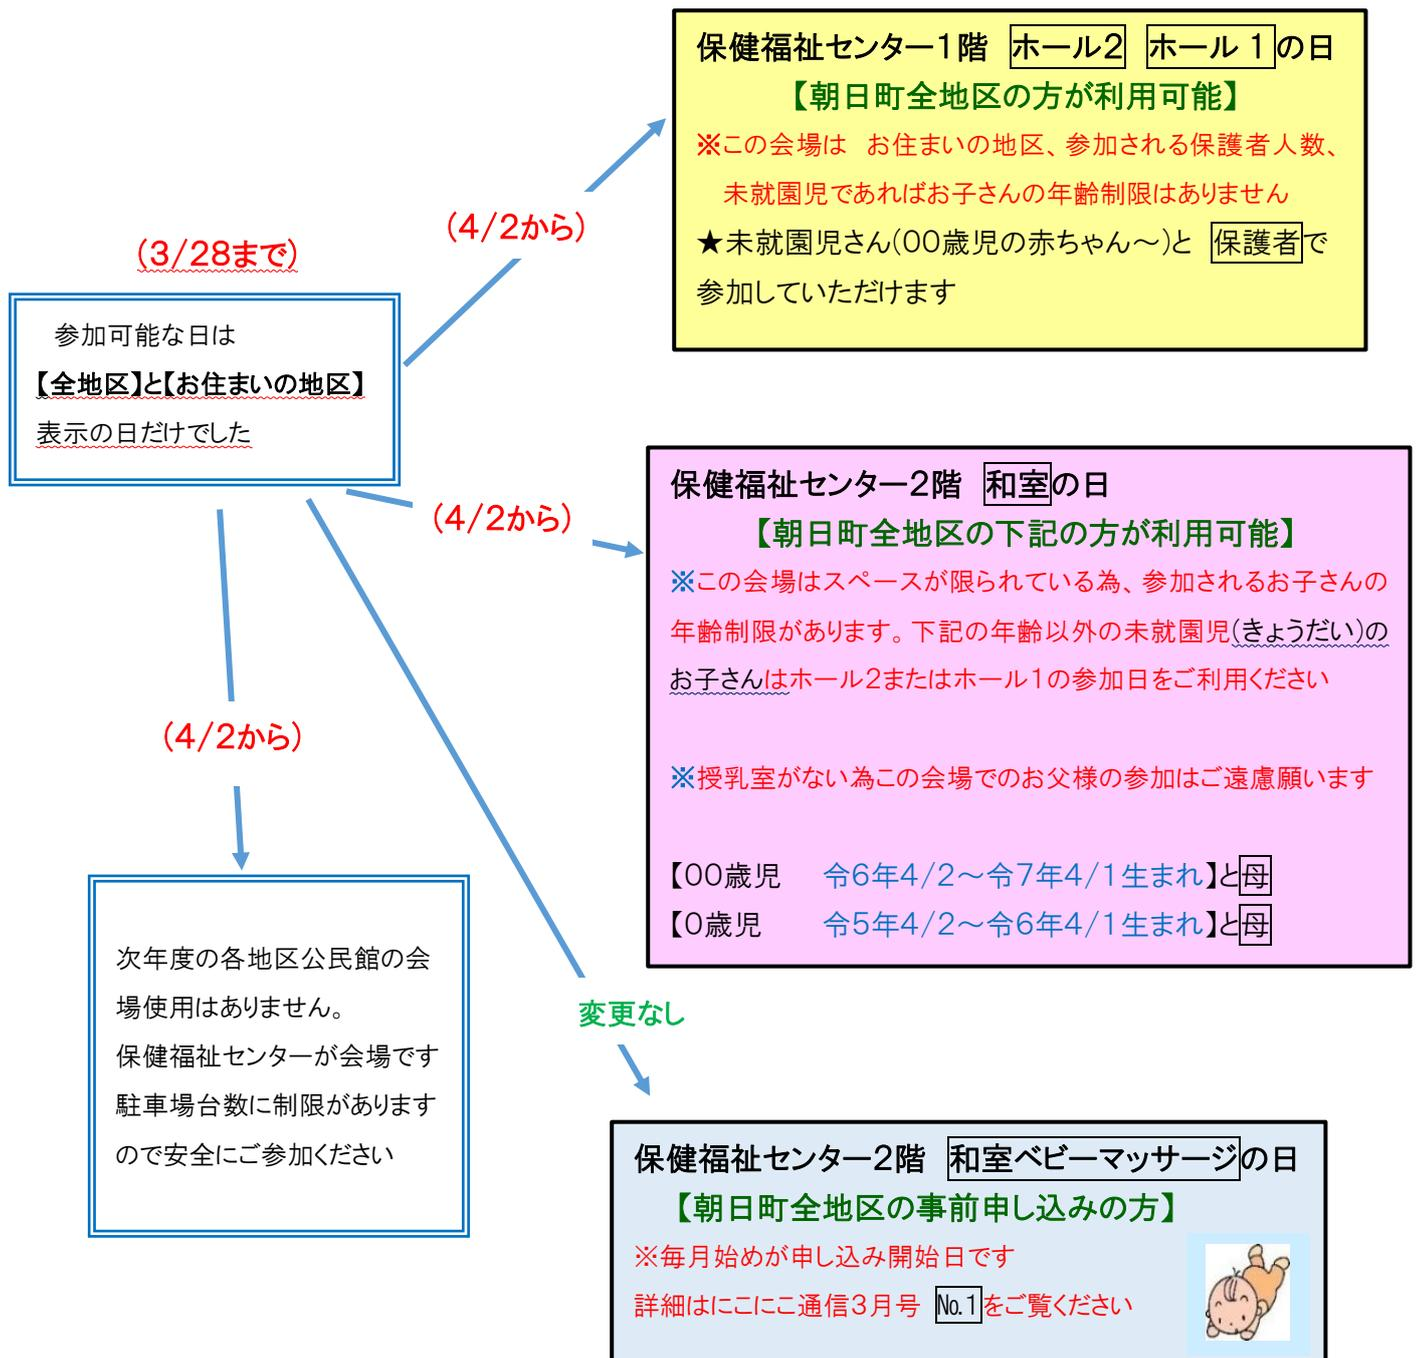 保健福祉センター1階 ホール2 ホール1の日
【朝日町全地区の方が利用可能】
※この会場は お住まいの地区、参加される保護者人数、
未就園児であればお子さんの年齢制限はありません
★未就園児さん(00歳児の赤ちゃん～)と 保護者で
参加していただけます
(4/2から)
(3/28まで)
参加可能な日は
【全地区】と【お住まいの地区】
表示の日だけでした
(4/2から)
保健福祉センター2階 和室の日
【朝日町全地区の下記の方が利用可能】
※この会場はスペースが限られている為、参加されるお子さんの
年齢制限があります。下記の年齢以外の未就園児(きょうだい)の
お子さんはホール2またはホール1の参加日をご利用ください
※授乳室がない為この会場でのお父様の参加はご遠慮願います
【00歳児 令6年4/2～令7年4/1生まれ】と母
【0歳児 令5年4/2～令6年4/1生まれ】と母
(4/2から)
次年度の各地区公民館の会
場使用はありません。
保健福祉センターが会場です
駐車場台数に制限があります
ので安全にご参加ください
変更なし
保健福祉センター2階 和室ベビーマッサージの日
【朝日町全地区の事前申し込みの方】
※毎月始めが申し込み開始日です
詳細はにこにこ通信3月号 №1をご覧ください